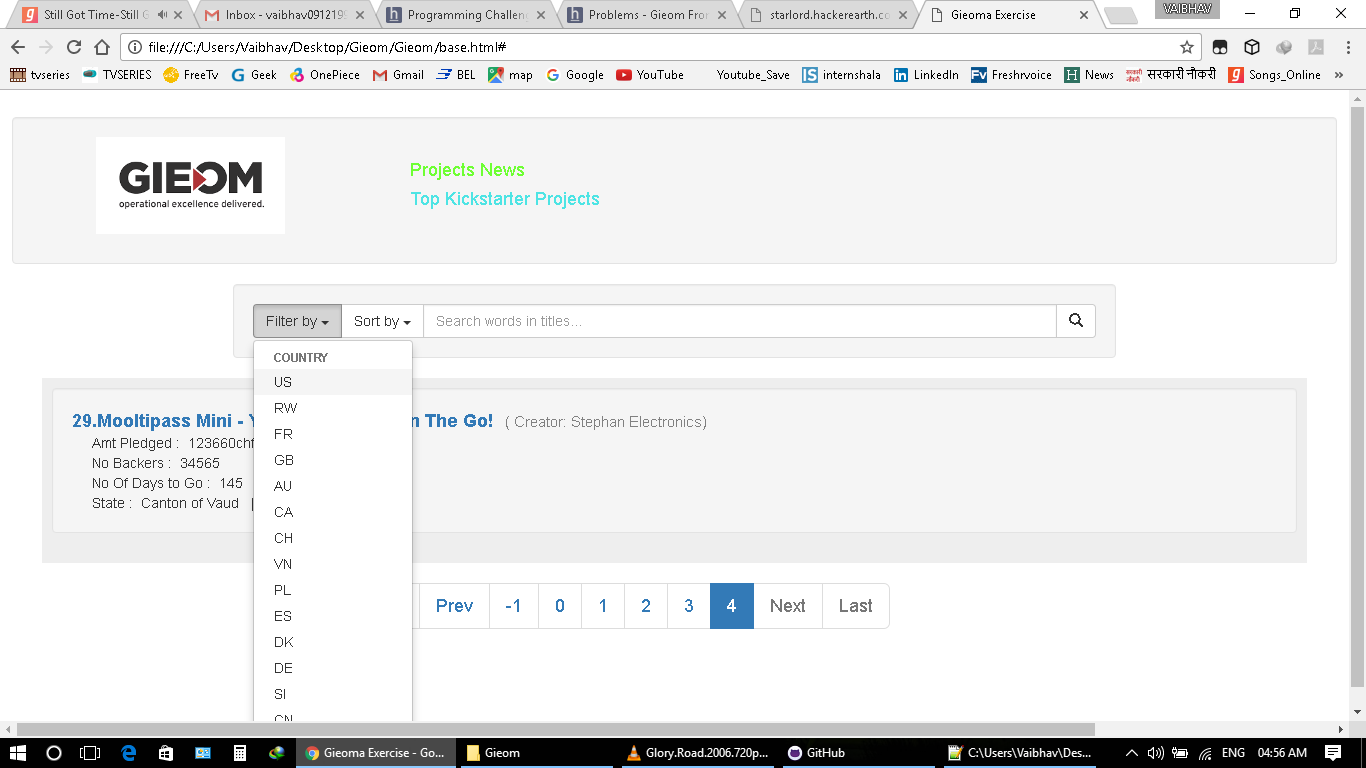 Still Got Time-Still G
Inbox - vaibhav091219
Programming Challen
Problems - Gieom Fron
starlord.hackerearth.co
Gieoma Exercise
VAIBHAV
file:///C:/Users/Vaibhav/Desktop/Gieom/Gieom/base.html#
tvseries
TVSERIES
FreeTv
Geek
OnePiece
Gmail
BEL
map
Google
YouTube
Youtube_Save
internshala
LinkedIn
Freshrvoice
News
सरकारी नौकरी
Songs_Online
»
GIEOM
operational excellence delivered.
Projects News
Top Kickstarter Projects
Filter by
Sort by
Search words in titles...
COUNTRY
US
RW
FR
GB
AU
CA
CH
VN
PL
ES
DK
DE
SI
CN
29.Mooltipass Mini - Y
n The Go! ( Creator: Stephan Electronics)
Amt Pledged : 123660chf
No Backers : 34565
No Of Days to Go : 145
State : Canton of Vaud |
Prev -1 0 1 2 3 4 Next Last
Gieoma Exercise - Go...
Gieom
Glory.Road.2006.720p...
GitHub
C:\Users\Vaibhav\Des...
ENG
04:56 AM